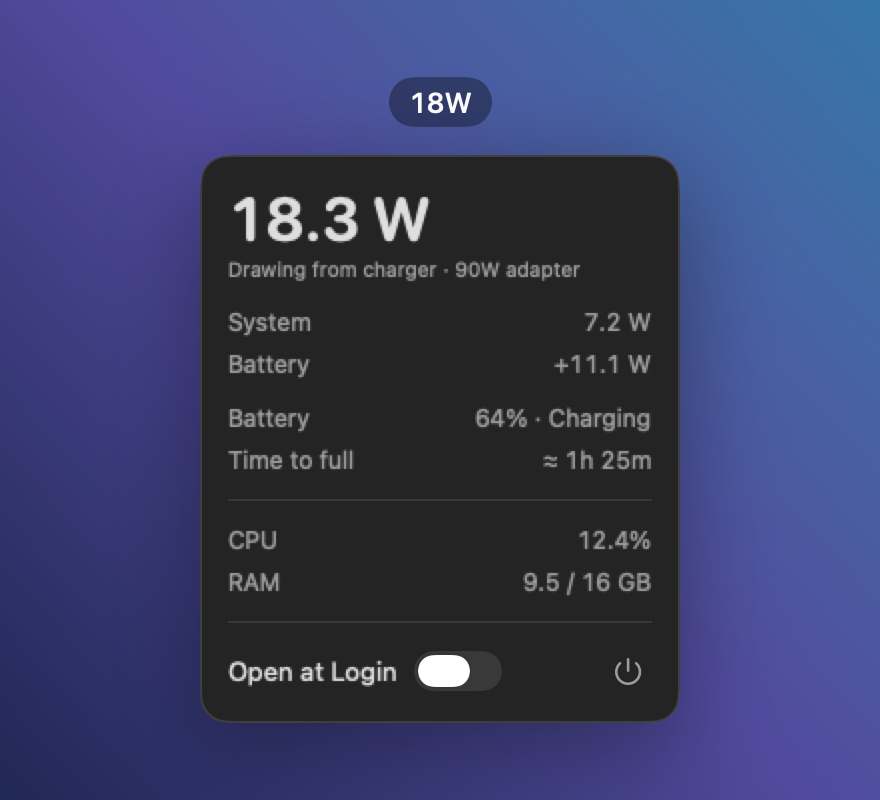 18W
18.3 W
Drawing from charger · 90W adapter
System 7.2 W
Battery +11.1 W
Battery 64% · Charging
Time to full ≈ 1h 25m
CPU 12.4%
RAM 9.5 / 16 GB
Open at Login